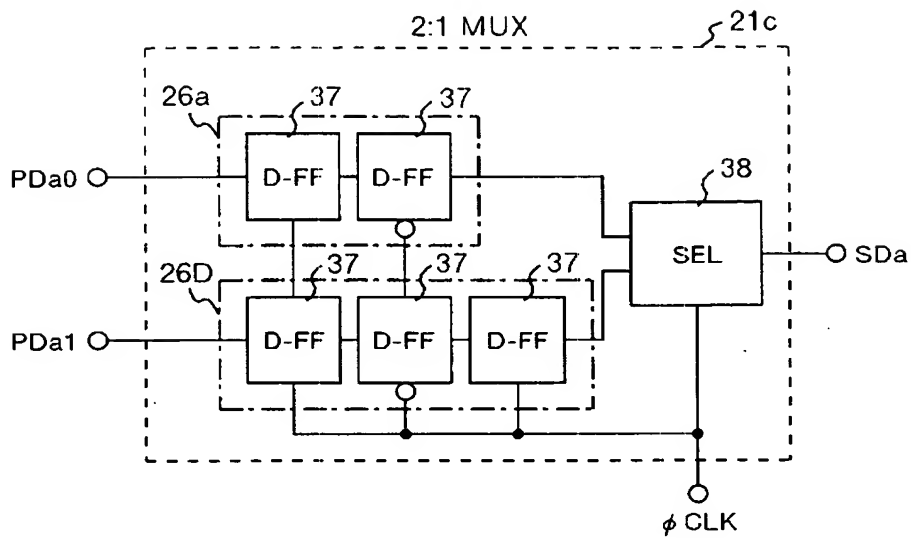 2:1 MUX
21c
26a
37
37
PDa0
D-FF
D-FF
38
26D
37
37
37
SEL
SDa
PDa1
D-FF
D-FF
D-FF
φ CLK